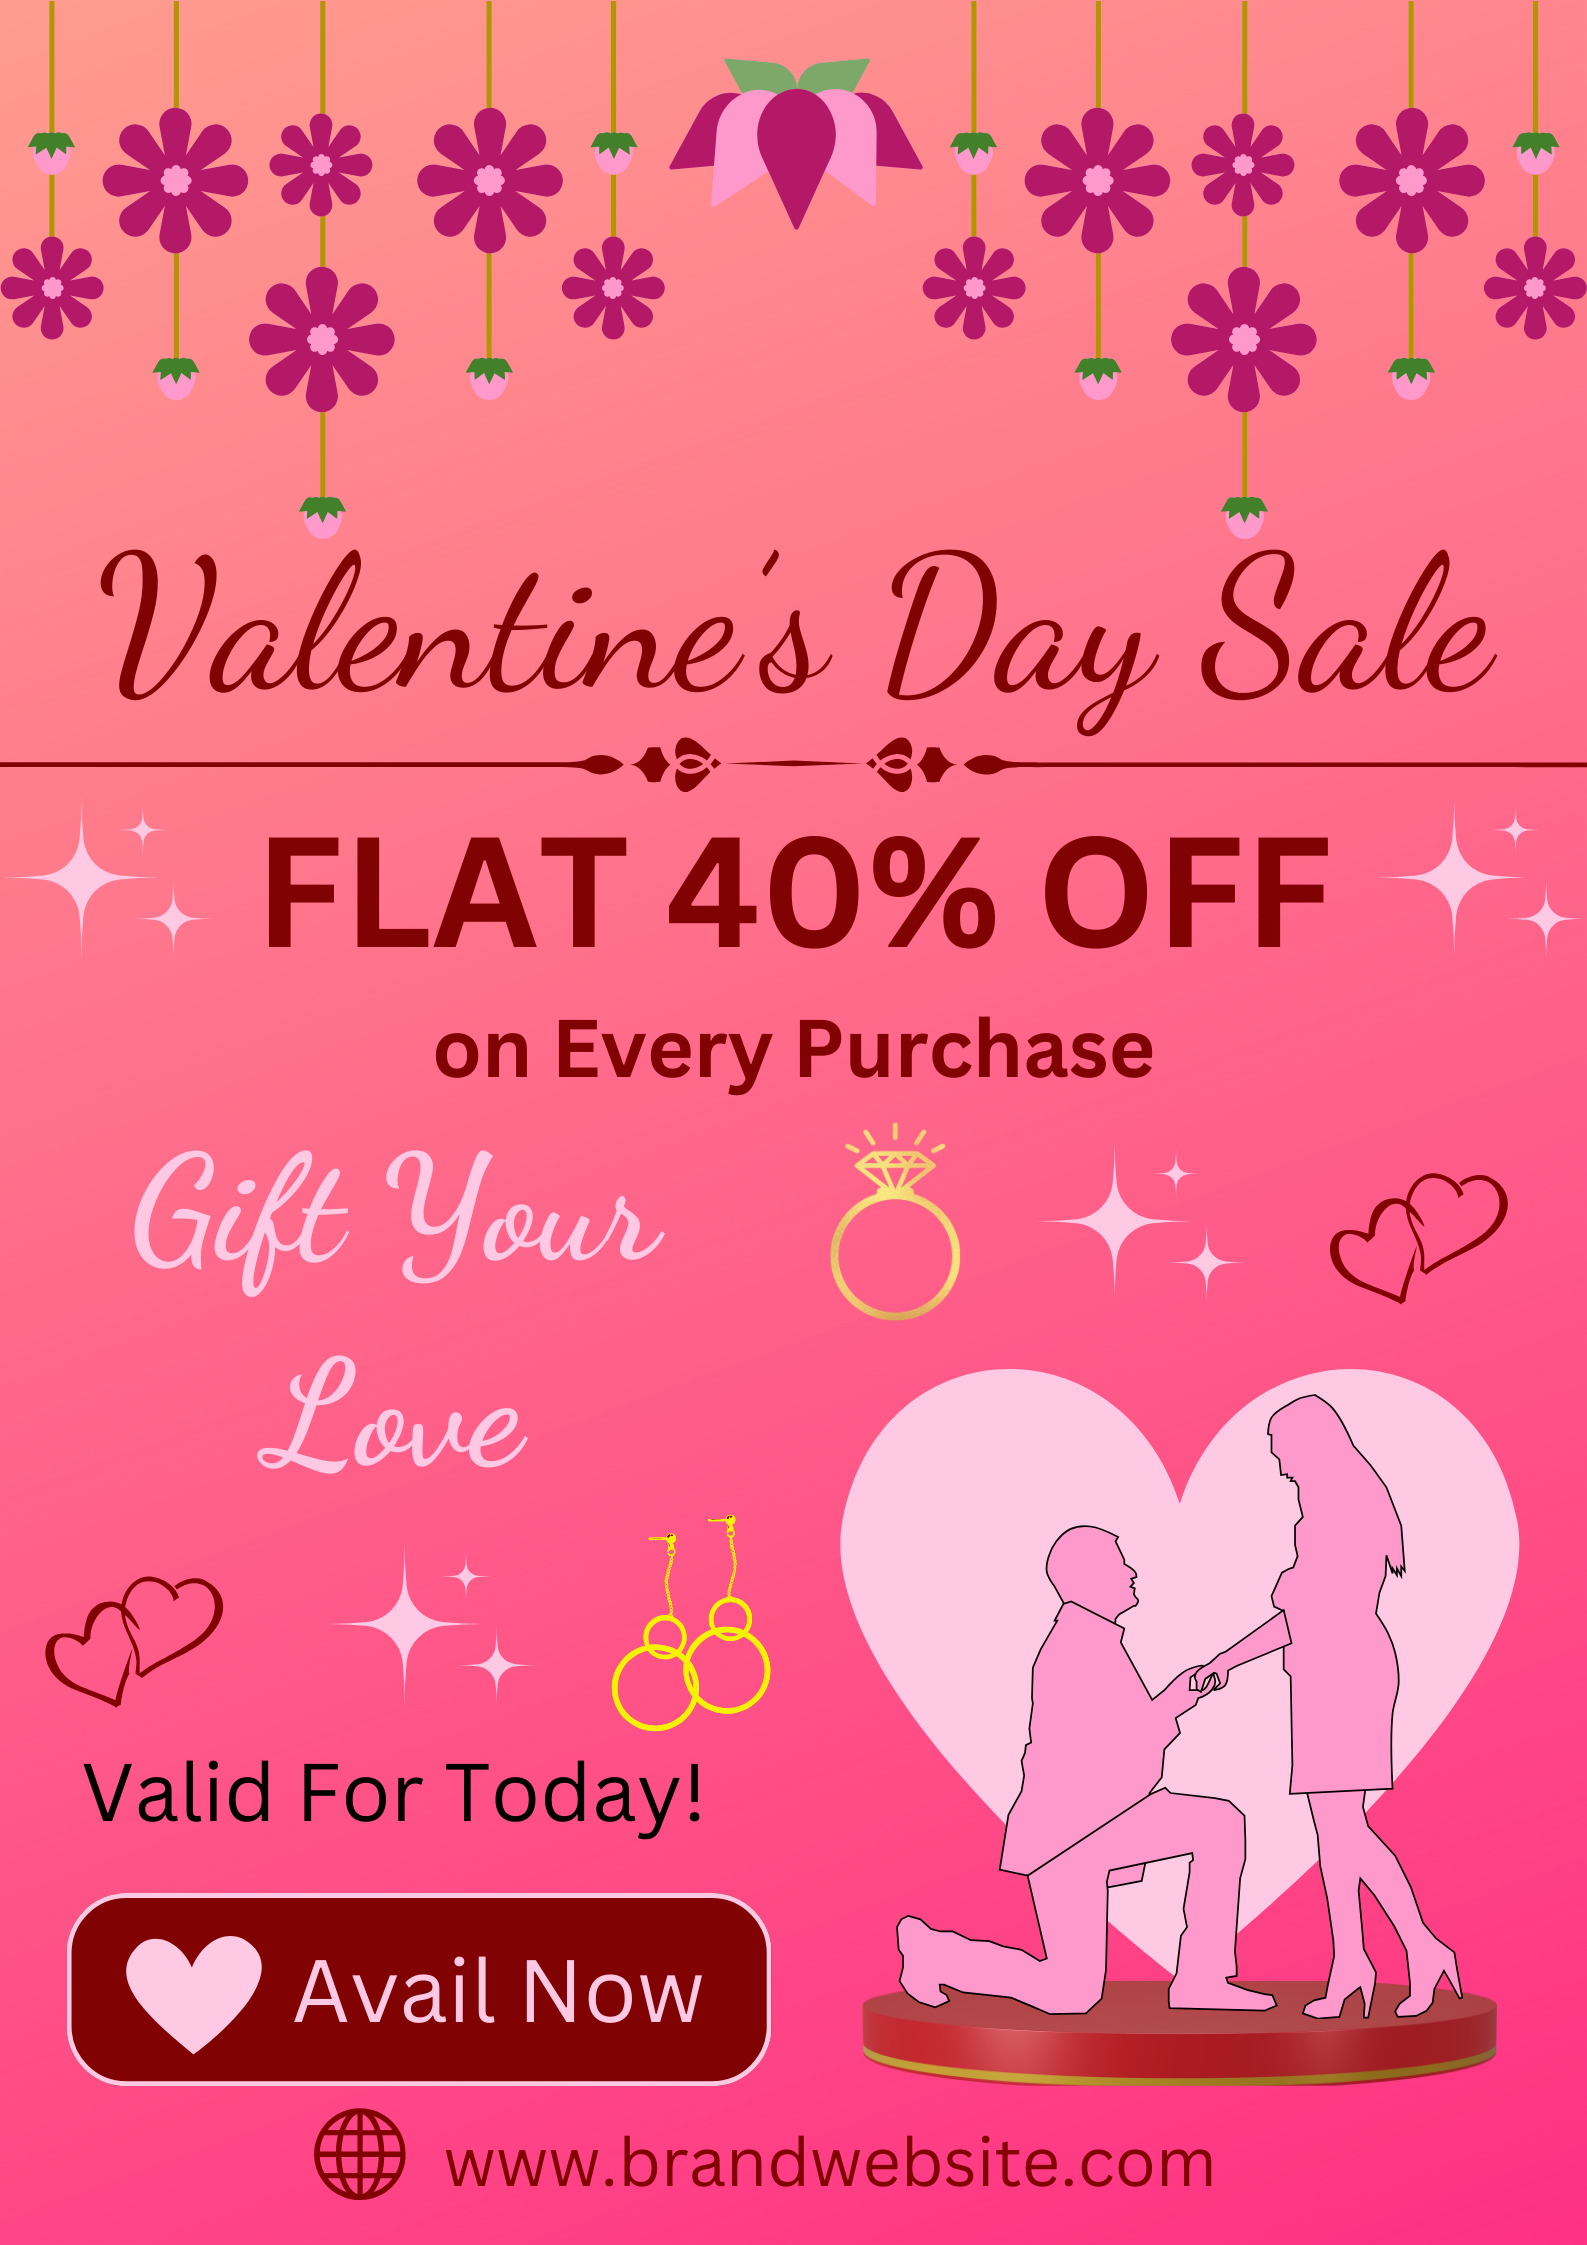 Valentine's Day Sale
FLAT 40% OFF
on Every Purchase
Gift Your
Love
Valid For Today!
Avail Now
www.brandwebsite.com